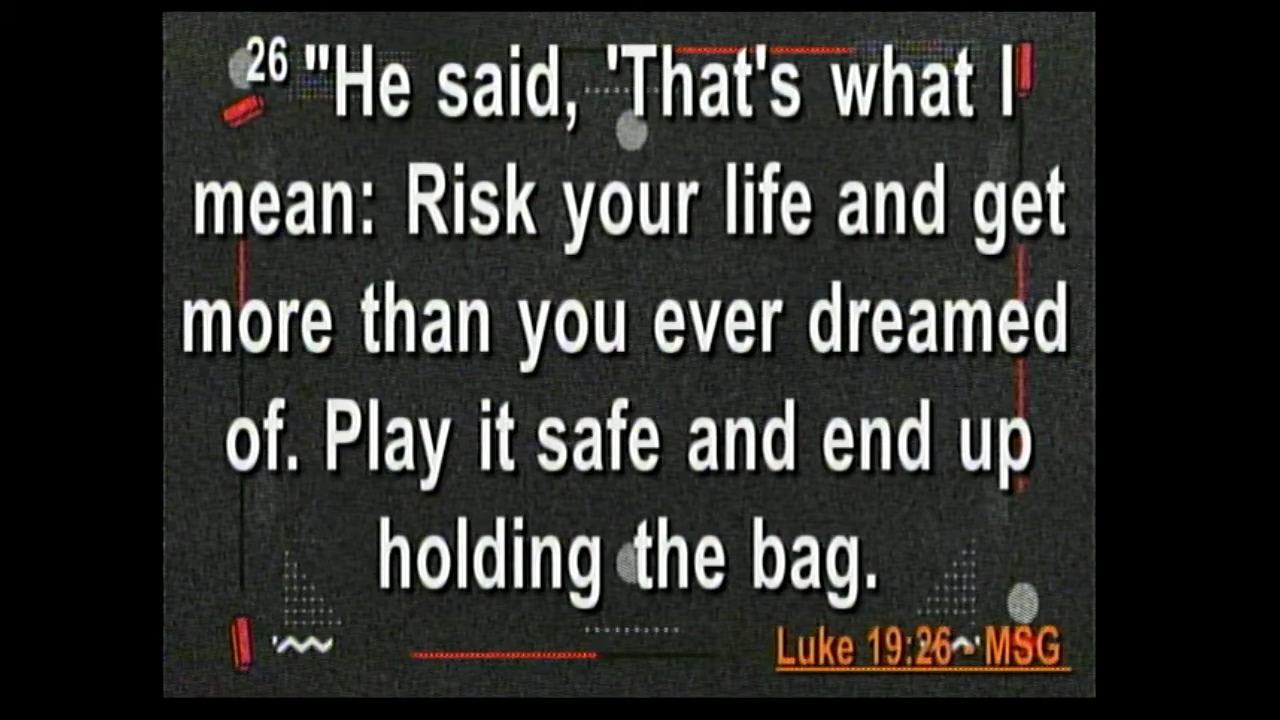 26 "He said, 'That's what I
mean: Risk your life and get
more than you ever dreamed
of. Play it safe and end up
holding the bag.
Luke 19:26 - MSG